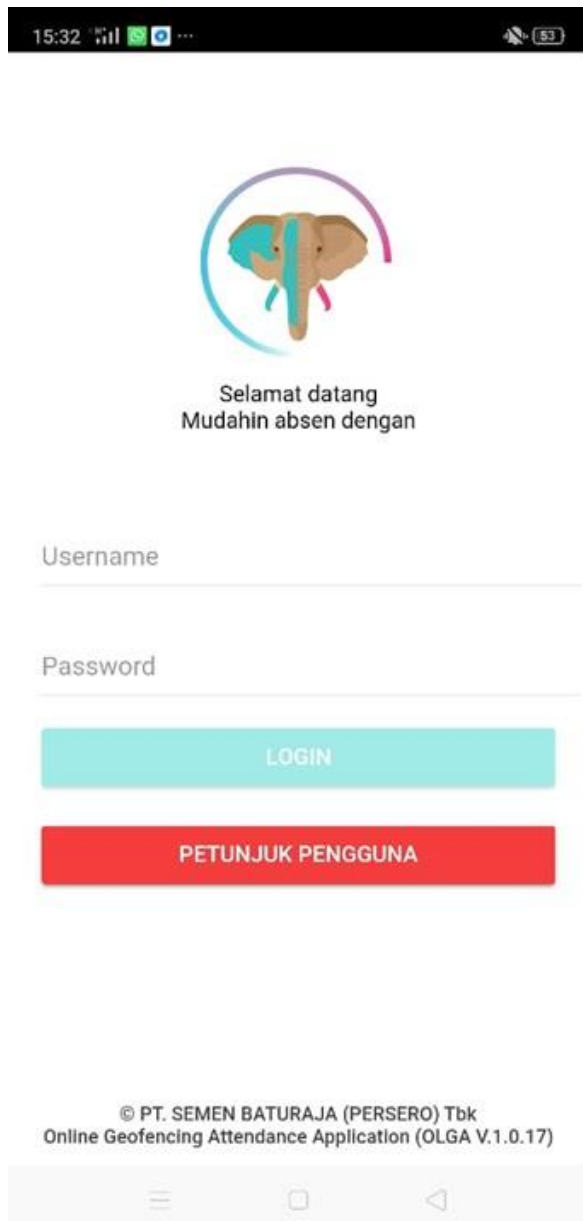 15:32
53
Selamat datang
Mudahin absen dengan
Username
Password
LOGIN
PETUNJUK PENGGUNA
© PT. SEMEN BATURAJA (PERSERO) Tbk
Online Geofencing Attendance Application (OLGA V.1.0.17)